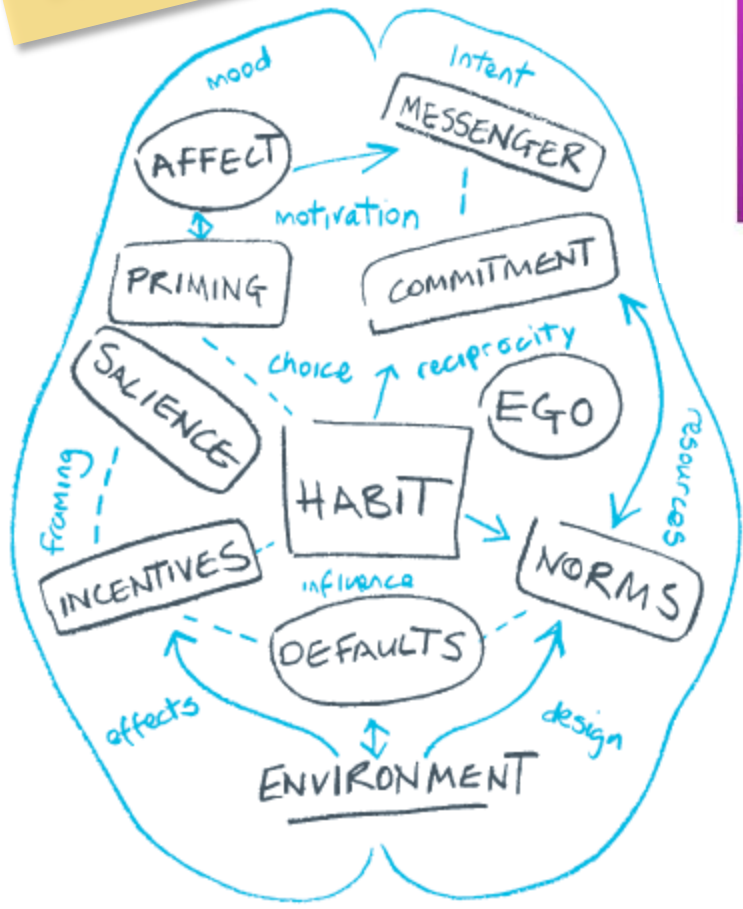 mood
Intent
AFFECT
MESSENGER
motivation
PRIMING
COMMITMENT
SALIENCE
choice
reciprocity
EGO
HABIT
framing
resources
INCENTIVES
NORMS
influence
DEFAULTS
effects
design
ENVIRONMENT